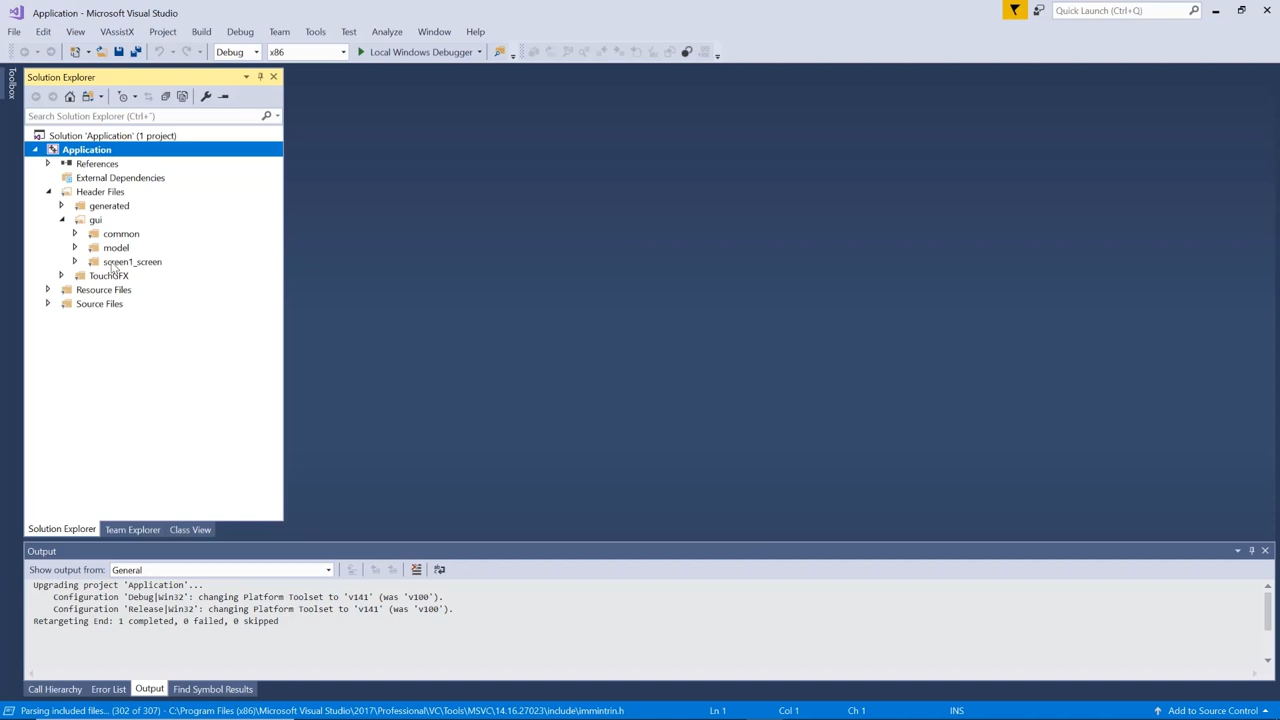 Application - Microsoft Visual Studio
Quick Launch (Ctrl+Q)
File Edit View VAssistX Project Build Debug Team Tools Test Analyze Window Help
Debug x86 Local Windows Debugger
Toolbox
Solution Explorer
Search Solution Explorer (Ctrl+¨)
Solution 'Application' (1 project)
Application
References
External Dependencies
Header Files
generated
gui
common
model
screen1_screen
TouchGFX
Resource Files
Source Files
Solution Explorer Team Explorer Class View
Output
Show output from: General
Upgrading project 'Application'...
Configuration 'Debug|Win32': changing Platform Toolset to 'v141' (was 'v100').
Configuration 'Release|Win32': changing Platform Toolset to 'v141' (was 'v100').
Retargeting End: 1 completed, 0 failed, 0 skipped
Call Hierarchy Error List Output Find Symbol Results
Parsing included files... (302 of 307) - C:\Program Files (x86)\Microsoft Visual Studio\2017\Professional\VC\Tools\MSVC\14.16.27023\include\immintrin.h Ln 1 Col 1 Ch 1 INS Add to Source Control